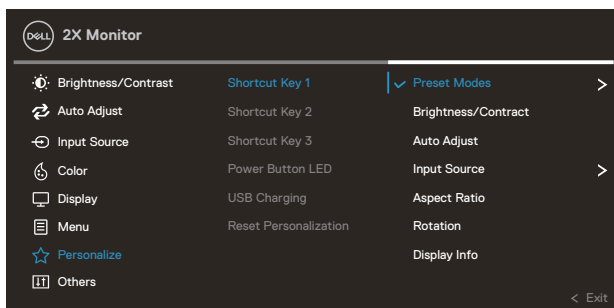 DELL 2X Monitor
Brightness/Contrast Shortcut Key 1 Preset Modes >
Auto Adjust Shortcut Key 2 Brightness/Contract
Input Source Shortcut Key 3 Auto Adjust
Color Power Button LED Input Source >
Display USB Charging Aspect Ratio
Menu Reset Personalization Rotation
Personalize Display Info
Others
< Exit